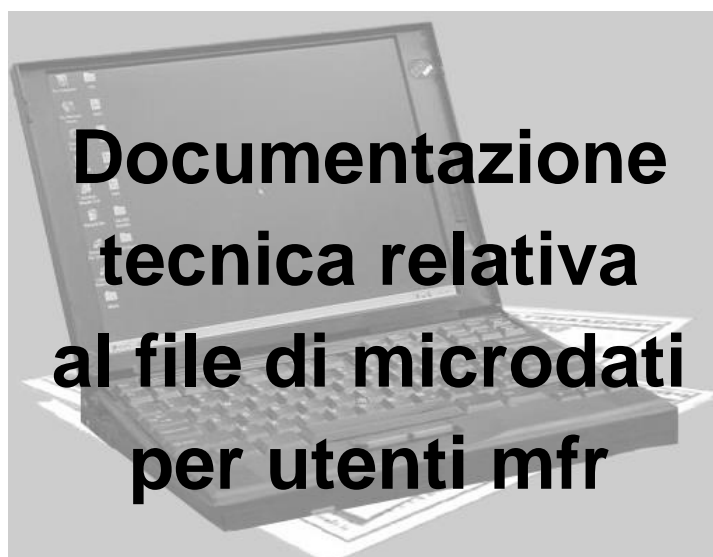 Documentazione
tecnica relativa
al file di microdati
per utenti mfr